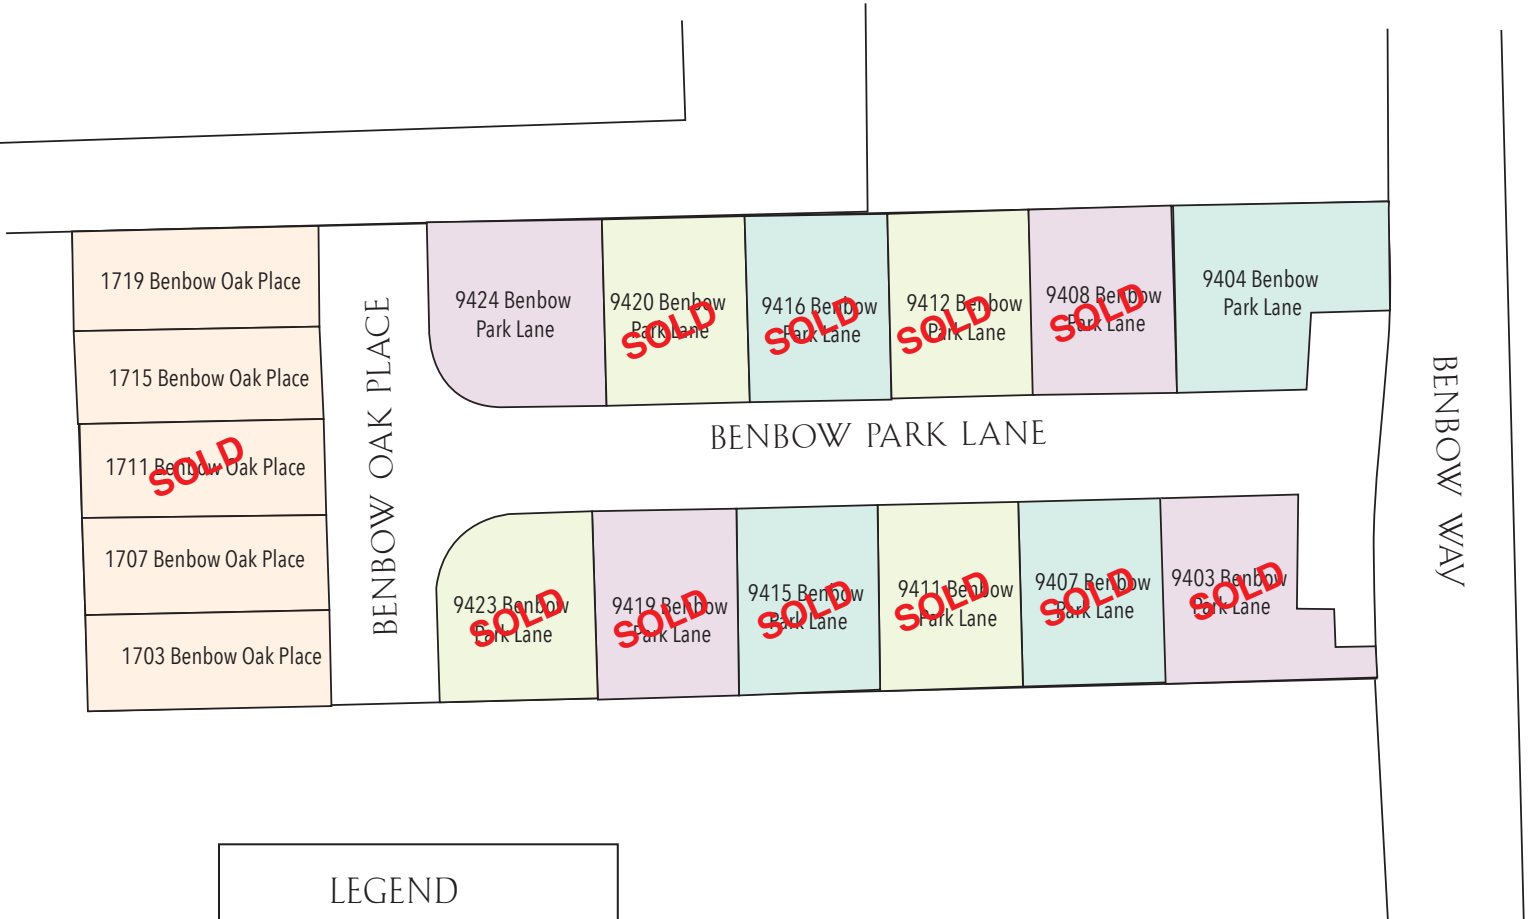 1719 Benbow Oak Place
1715 Benbow Oak Place
1711 Benbow Oak Place
SOLD
1707 Benbow Oak Place
1703 Benbow Oak Place
BENBOW OAK PLACE
9424 Benbow
Park Lane
9420 Benbow
Park Lane
SOLD
9416 Benbow
Park Lane
SOLD
9412 Benbow
Park Lane
SOLD
9408 Benbow
Park Lane
SOLD
9404 Benbow
Park Lane
BENBOW PARK LANE
BENBOW WAY
9423 Benbow
Park Lane
SOLD
9419 Benbow
Park Lane
SOLD
9415 Benbow
Park Lane
SOLD
9411 Benbow
Park Lane
SOLD
9407 Benbow
Park Lane
SOLD
9403 Benbow
Park Lane
SOLD
LEGEND